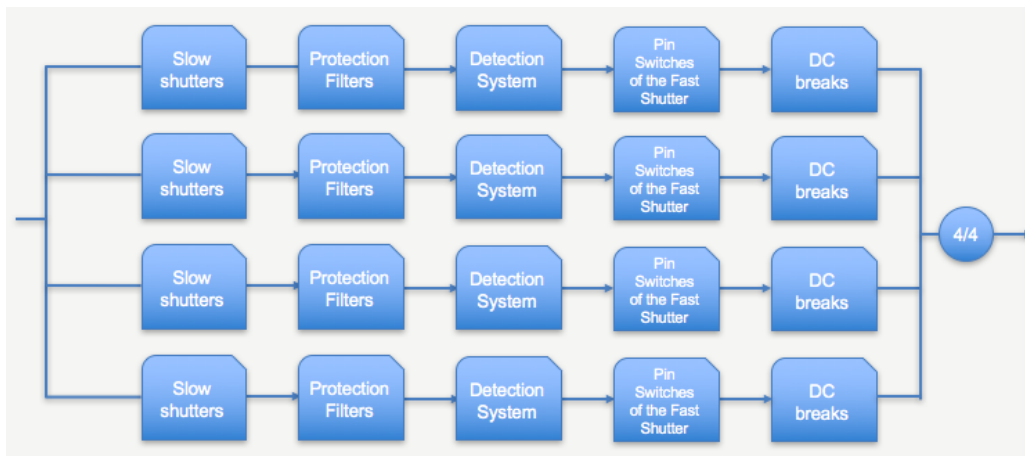 Slow
shutters
Protection
Filters
Detection
System
Pin
Switches
of the Fast
Shutter
DC
breaks
Slow
shutters
Protection
Filters
Detection
System
Pin
Switches
of the Fast
Shutter
DC
breaks
4/4
Slow
shutters
Protection
Filters
Detection
System
Pin
Switches
of the Fast
Shutter
DC
breaks
Slow
shutters
Protection
Filters
Detection
System
Pin
Switches
of the Fast
Shutter
DC
breaks